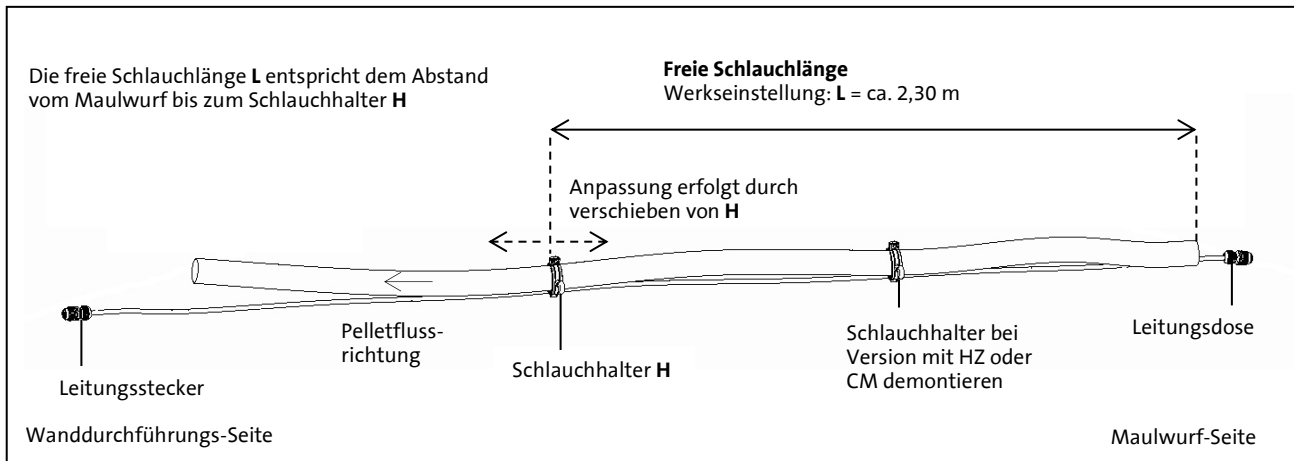 Die freie Schlauchlänge L entspricht dem Abstand
vom Maulwurf bis zum Schlauchhalter H
Freie Schlauchlänge
Werkseinstellung: L = ca. 2,30 m
Anpassung erfolgt durch
verschieben von H
Pelletfluss-
richtung
Schlauchhalter H
Schlauchhalter bei
Version mit HZ oder
CM demontieren
Leitungsdose
Leitungsstecker
Wanddurchführungs-Seite
Maulwurf-Seite